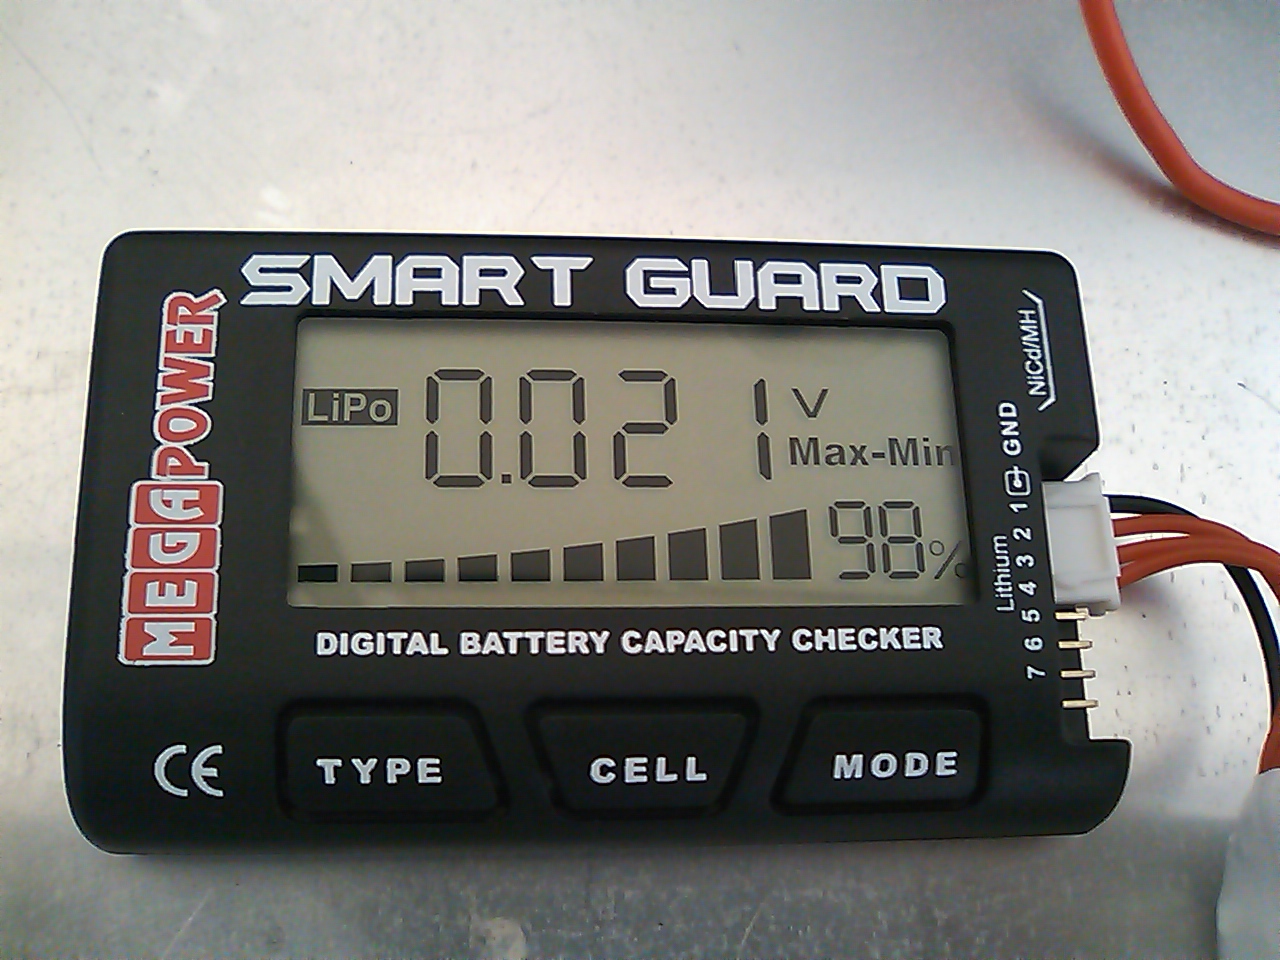 SMART GUARD
MEGAPOWER
NiCd/MH
LiPo 0.021 V
Max-Min
98%
GND
Lithium
1 2 3 4 5 6 7
DIGITAL BATTERY CAPACITY CHECKER
CE
TYPE CELL MODE